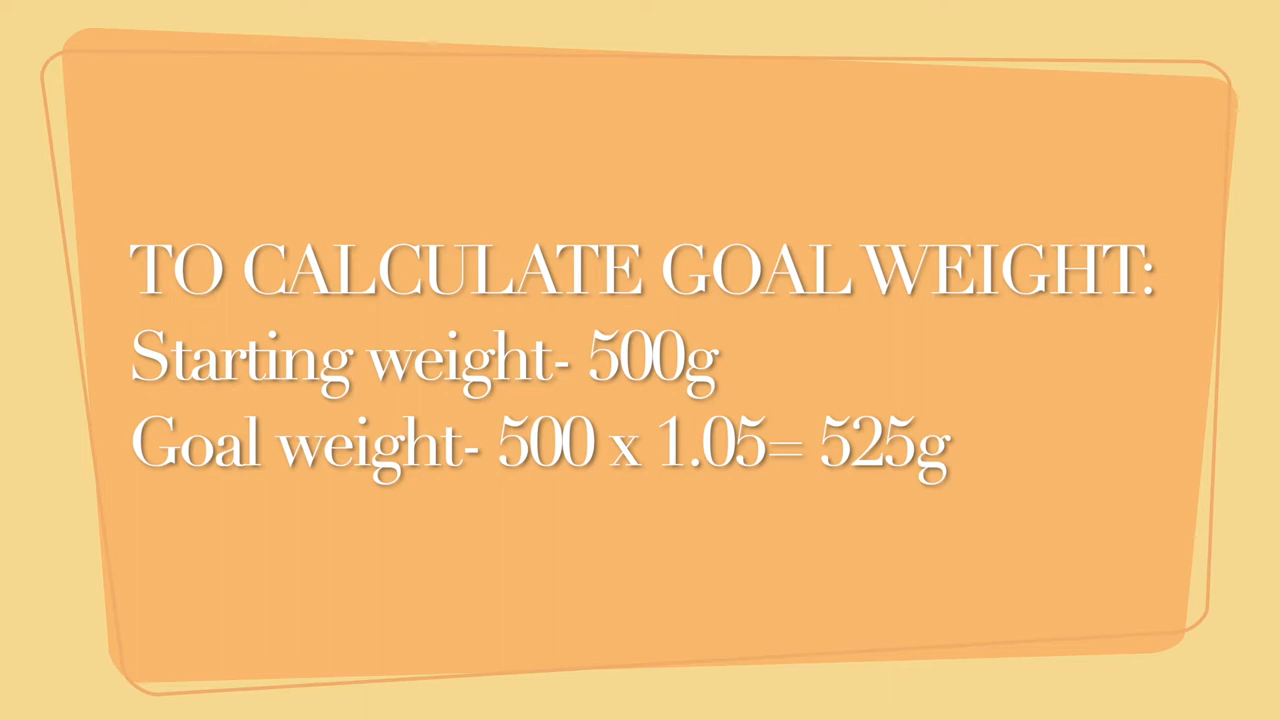 TO CALCULATE GOAL WEIGHT:
Starting weight- 500g
Goal weight- 500 x 1.05= 525g